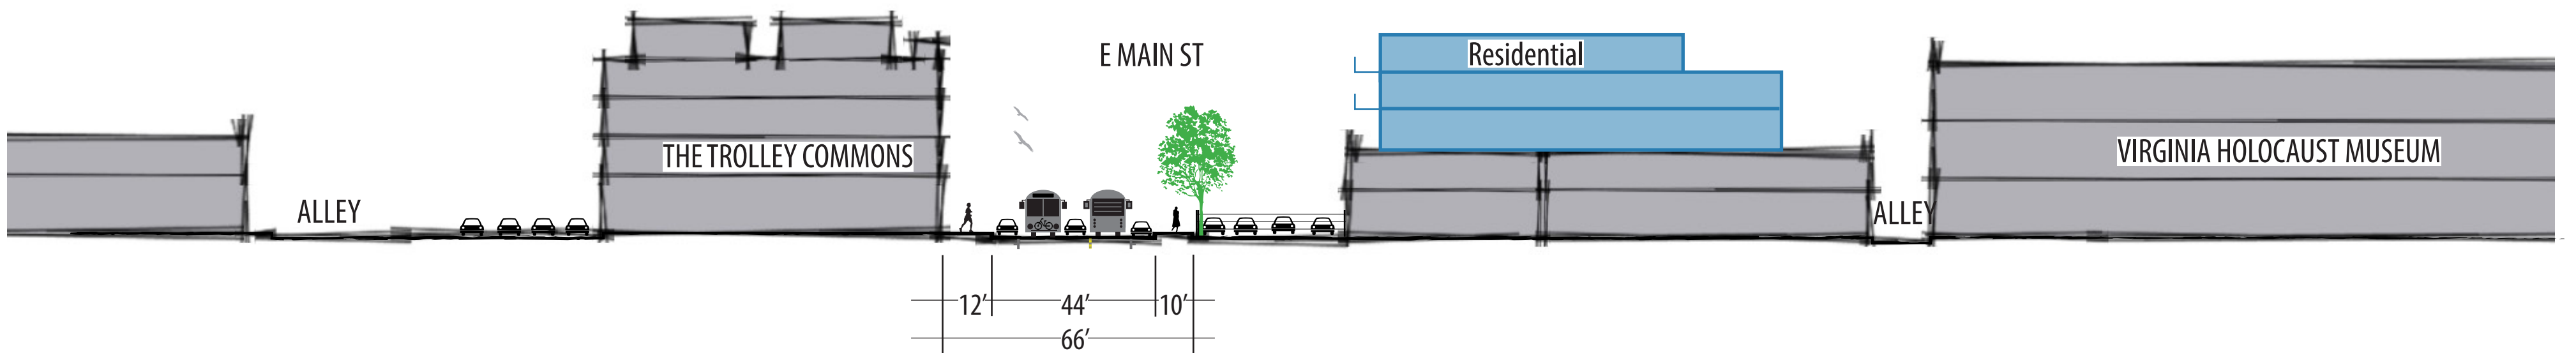 E MAIN ST
Residential
THE TROLLEY COMMONS
VIRGINIA HOLOCAUST MUSEUM
ALLEY
ALLEY
12′
44′
10′
66′